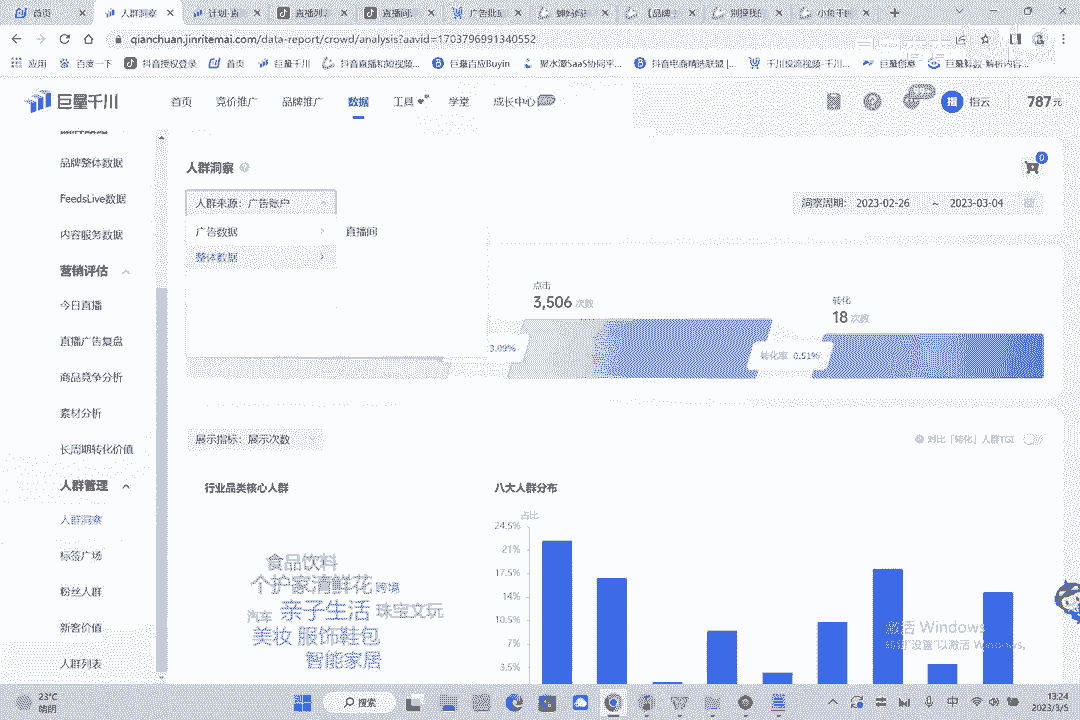 首页
人群洞察
计划-直
直播列表
直播间
广告批
【品牌
qianchuan.jinritemai.com/data-report/crowd/analysis?aavid=1703796991340552
应用 百度一下 抖音授权登录 首页 巨量千川 抖音直播和短视频... 巨量百应Buyin 聚水潭SaaS协同平... 抖音电商精选联盟 |... 千川投流视频-千川... 巨量创意
巨量千川 首页 竞价推广 品牌推广 数据 工具 学堂 成长中心 指云 787元
品牌整体数据
FeedsLive数据
内容服务数据
营销评估
今日直播
直播广告复盘
商品竞争分析
素材分析
长周期转化价值
人群管理
人群洞察
标签广场
粉丝人群
新客价值
人群列表
人群洞察
0
人群来源：广告账户
洞察周期： 2023-02-26 ~ 2023-03-04
广告数据 直播间
整体数据
点击
3,506 次数
转化
18 次数
3.09%
转化率 0.51%
展示指标：展示次数
对比「转化」人群TGI
行业品类核心人群
八大人群分布
占比
24.5%
21%
17.5%
14%
10.5%
7%
3.5%
食品饮料
个护家清鲜花
汽车 亲子生活 珠宝文玩
美妆 服饰鞋包
智能家居
激活 Windows
转到"设置"以激活 Windows。
23°C
晴朗
搜索
中
13:24
2023/3/5